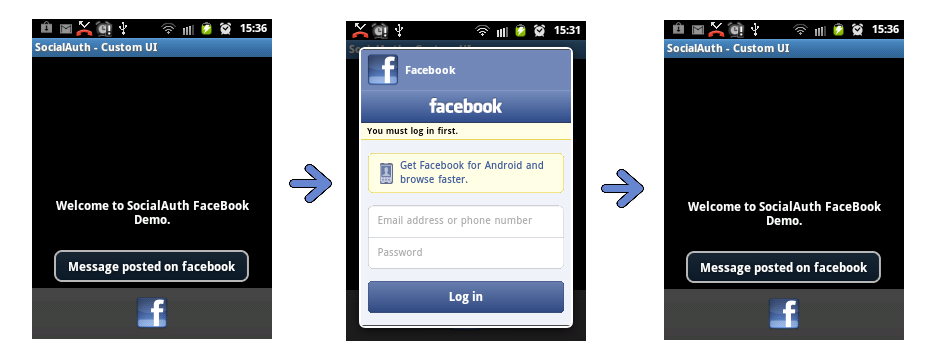 15:36
SocialAuth - Custom UI
Welcome to SocialAuth FaceBook
Demo.
Message posted on facebook
f
15:31
f
Facebook
facebook
You must log in first.
Get Facebook for Android and
browse faster.
Email address or phone number
Password
Log in
15:36
SocialAuth - Custom UI
Welcome to SocialAuth FaceBook
Demo.
Message posted on facebook
f